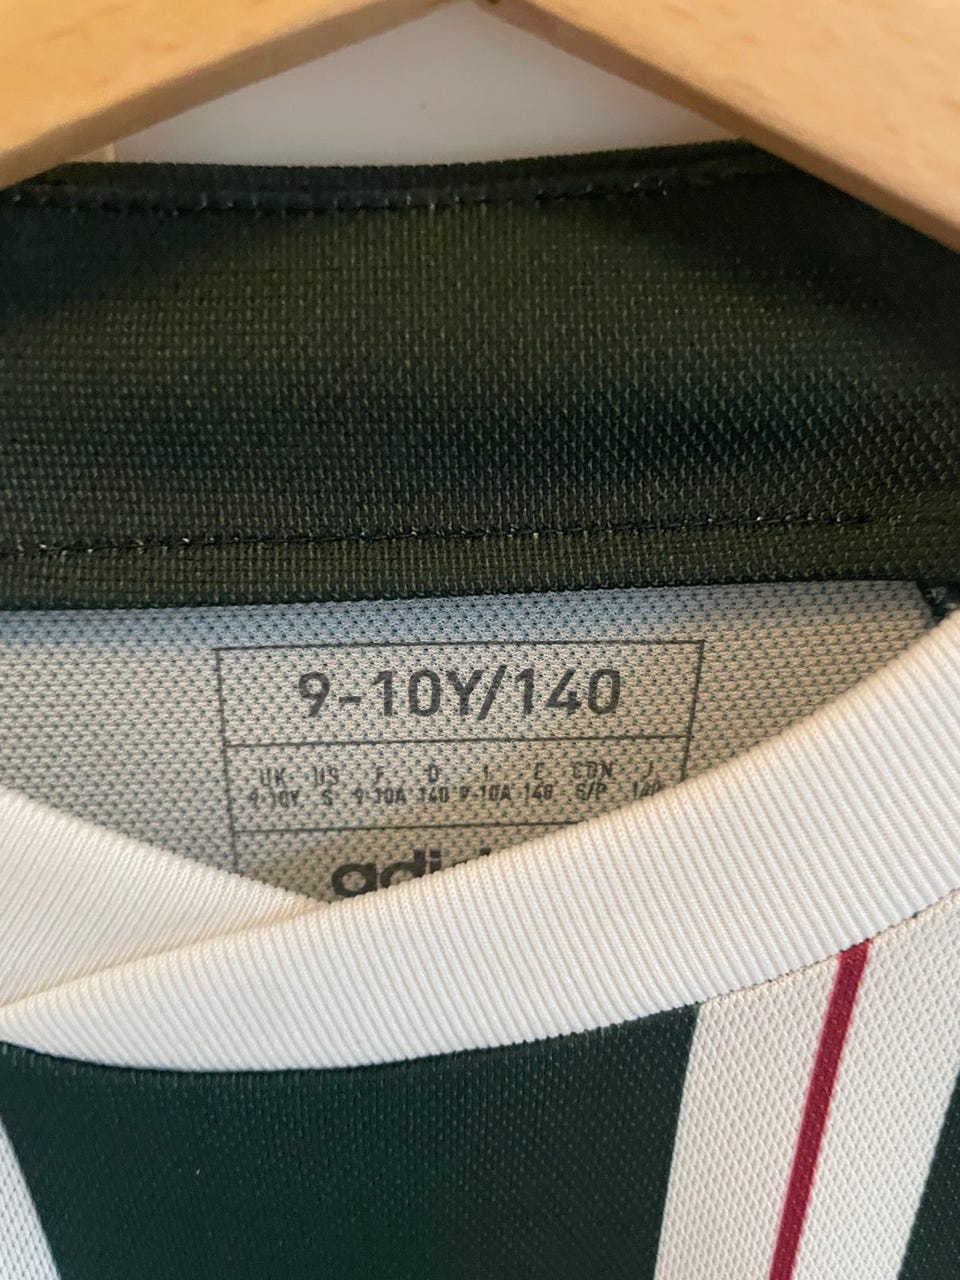 9-10Y/140
UK US F D I E CDN J
9-10Y S 9-10A 140 9-10A 140 S/P 140